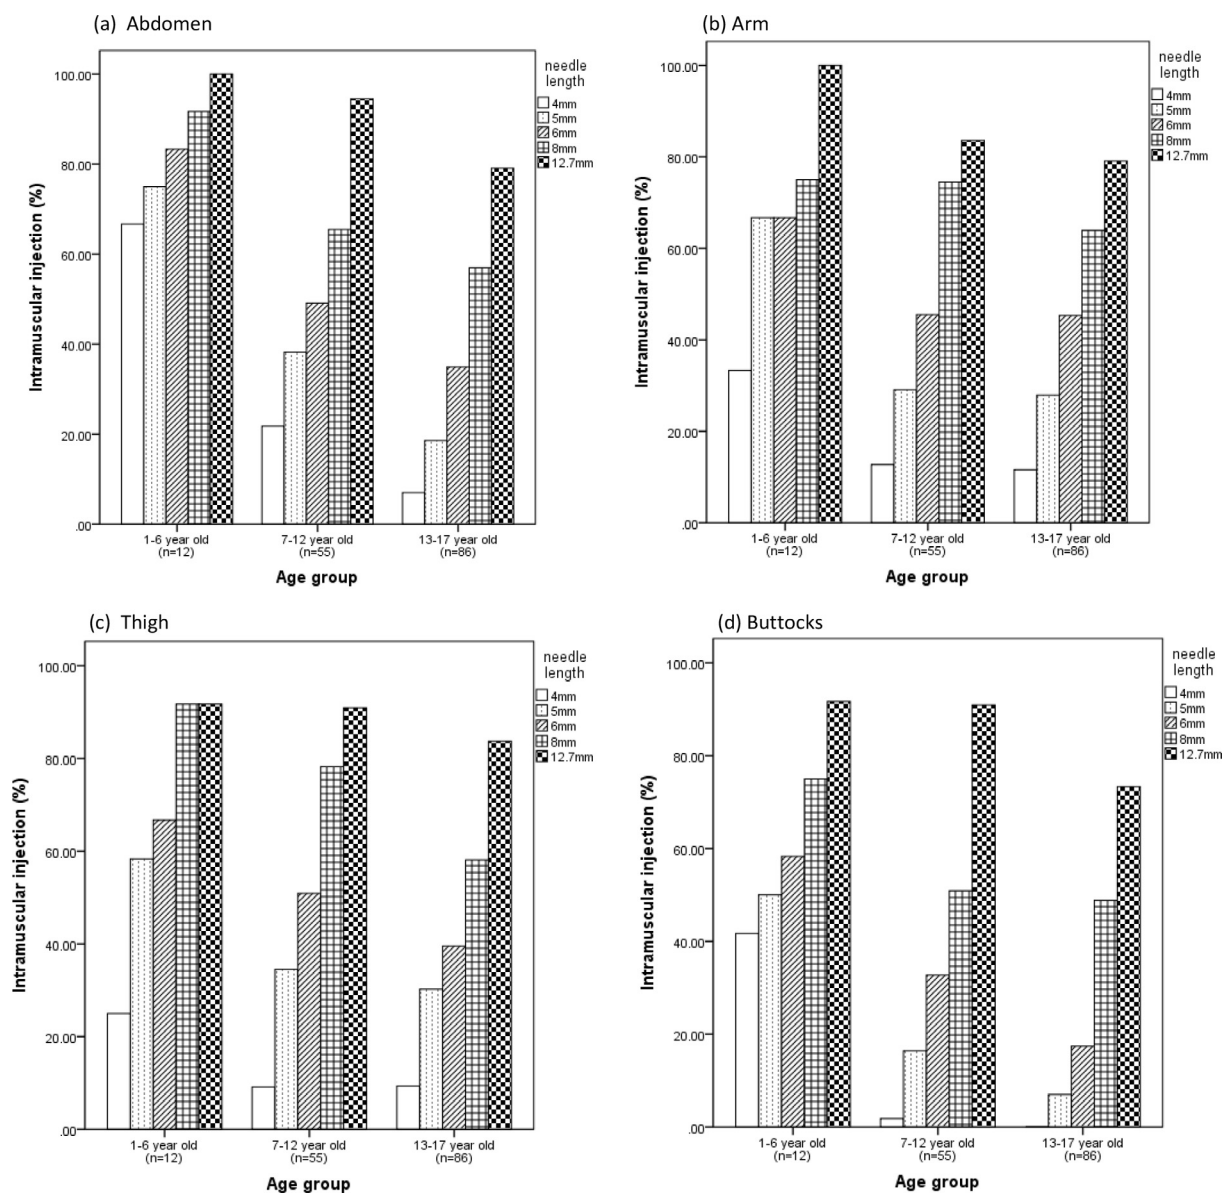 (a) Abdomen
100.00
80.00
60.00
40.00
20.00
.00
Intramuscular injection (%)
needle
length
4mm
5mm
6mm
8mm
12.7mm
1-6 year old
(n=12)
7-12 year old
(n=55)
13-17 year old
(n=86)
Age group
(b) Arm
100.00
80.00
60.00
40.00
20.00
.00
Intramuscular injection (%)
needle
length
4mm
5mm
6mm
8mm
12.7mm
1-6 year old
(n=12)
7-12 year old
(n=55)
13-17 year old
(n=86)
Age group
(c) Thigh
100.00
80.00
60.00
40.00
20.00
.00
Intramuscular injection (%)
needle
length
4mm
5mm
6mm
8mm
12.7mm
1-6 year old
(n=12)
7-12 year old
(n=55)
13-17 year old
(n=86)
Age group
(d) Buttocks
100.00
80.00
60.00
40.00
20.00
.00
Intramuscular injection (%)
needle
length
4mm
5mm
6mm
8mm
12.7mm
1-6 year old
(n=12)
7-12 year old
(n=55)
13-17 year old
(n=86)
Age group